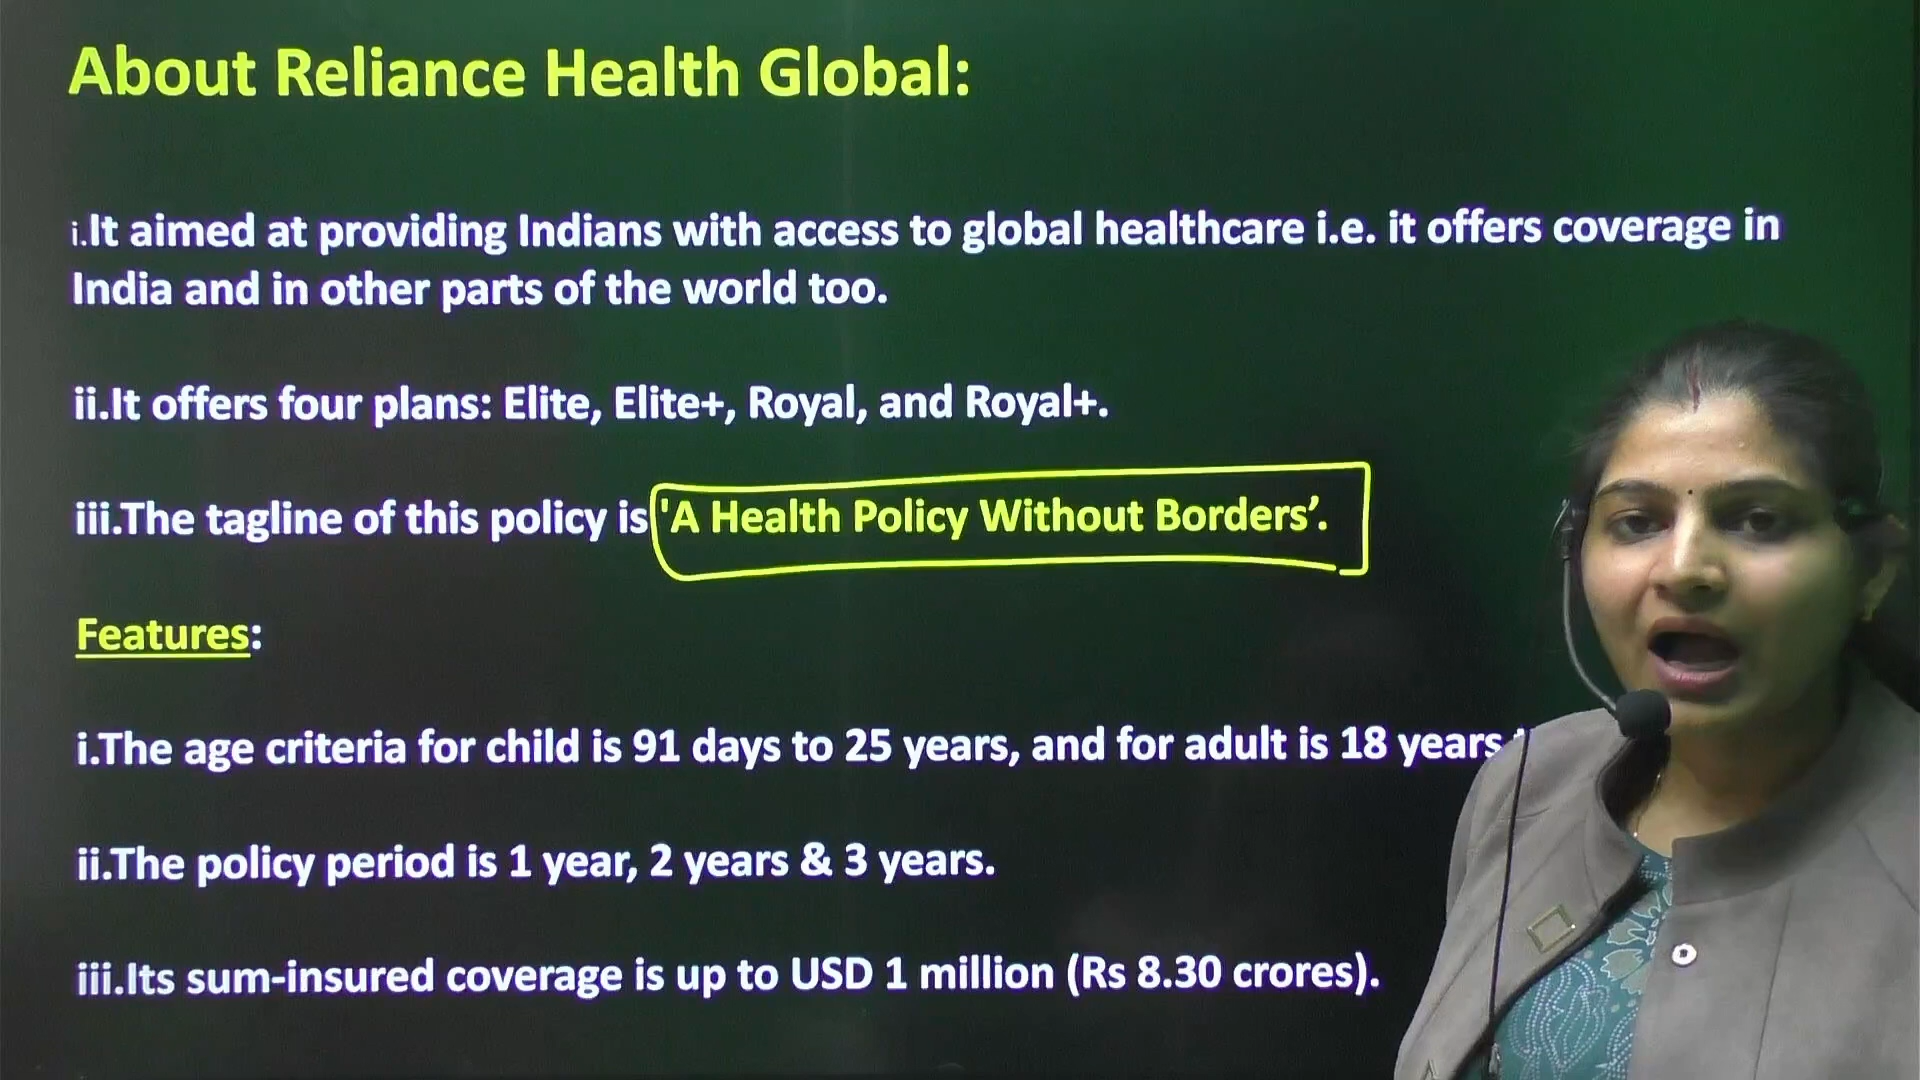 About Reliance Health Global:
i.It aimed at providing Indians with access to global healthcare i.e. it offers coverage in
India and in other parts of the world too.
ii.It offers four plans: Elite, Elite+, Royal, and Royal+.
iii.The tagline of this policy is 'A Health Policy Without Borders’.
Features:
i.The age criteria for child is 91 days to 25 years, and for adult is 18 years
ii.The policy period is 1 year, 2 years & 3 years.
iii.Its sum-insured coverage is up to USD 1 million (Rs 8.30 crores).